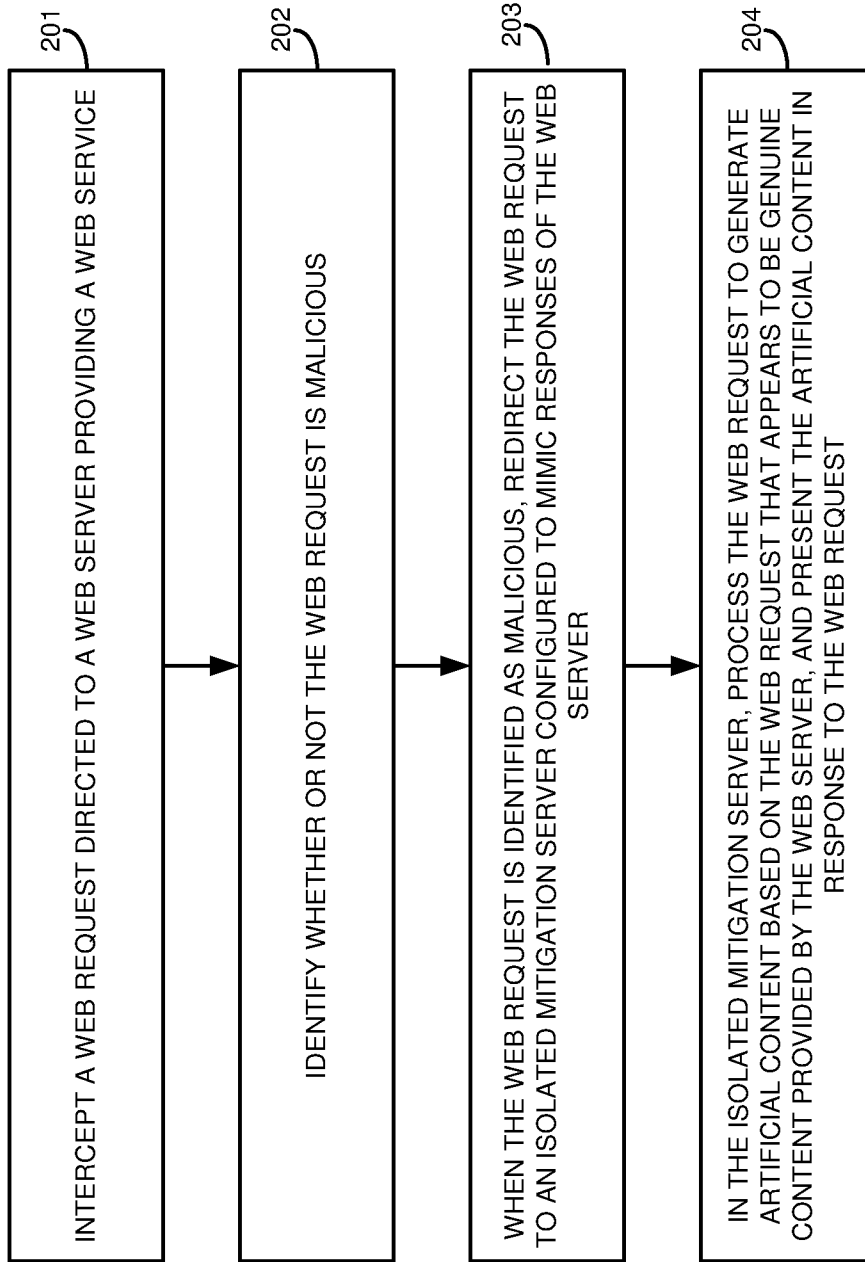 201
INTERCEPT A WEB REQUEST DIRECTED TO A WEB SERVER PROVIDING A WEB SERVICE
202
IDENTIFY WHETHER OR NOT THE WEB REQUEST IS MALICIOUS
203
WHEN THE WEB REQUEST IS IDENTIFIED AS MALICIOUS, REDIRECT THE WEB REQUEST
TO AN ISOLATED MITIGATION SERVER CONFIGURED TO MIMIC RESPONSES OF THE WEB
SERVER
204
IN THE ISOLATED MITIGATION SERVER, PROCESS THE WEB REQUEST TO GENERATE
ARTIFICIAL CONTENT BASED ON THE WEB REQUEST THAT APPEARS TO BE GENUINE
CONTENT PROVIDED BY THE WEB SERVER, AND PRESENT THE ARTIFICIAL CONTENT IN
RESPONSE TO THE WEB REQUEST